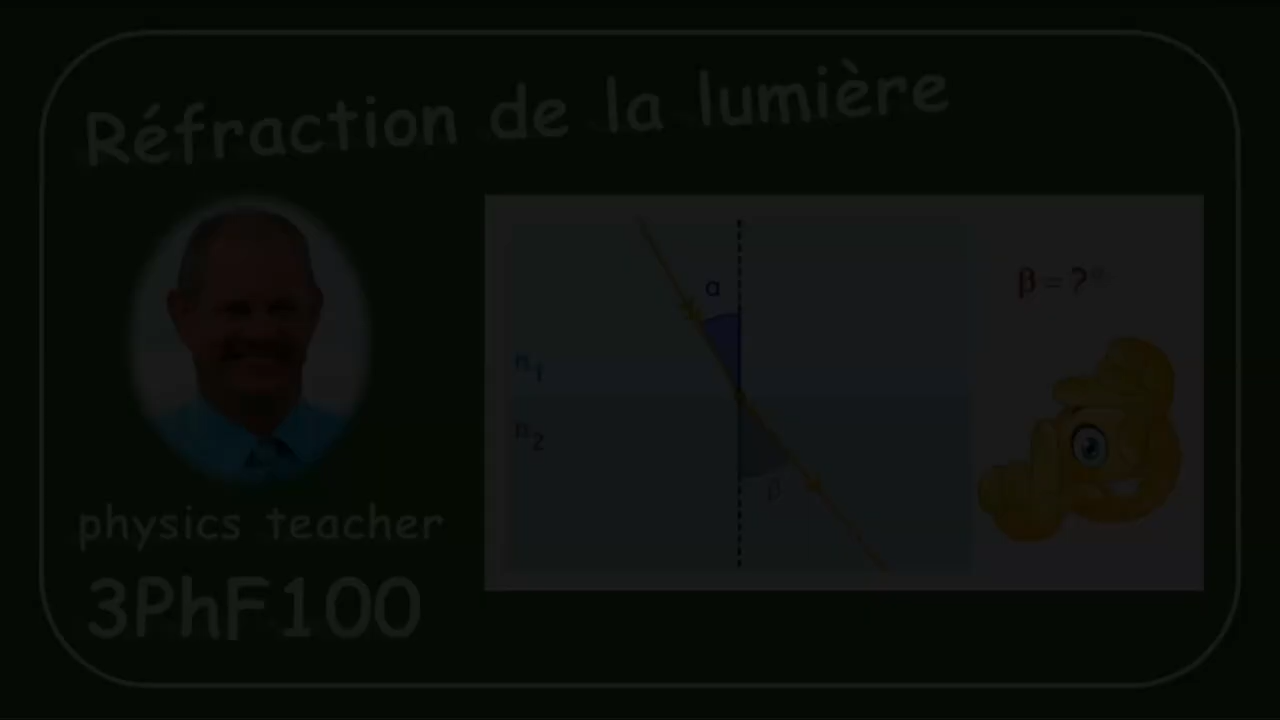 Réfraction de la lumière
α
β = ? °
n1
n2
β
physics teacher
3PhF100